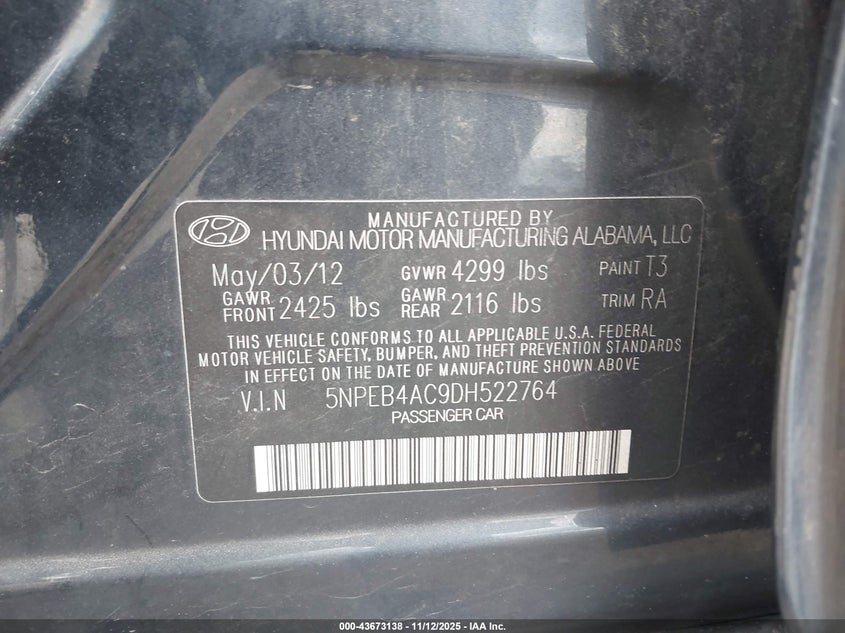 MANUFACTURED BY
HYUNDAI MOTOR MANUFACTURING ALABAMA, LLC
May/03/12 GVWR 4299 lbs PAINT T3
GAWR FRONT 2425 lbs GAWR REAR 2116 lbs TRIM RA
THIS VEHICLE CONFORMS TO ALL APPLICABLE U.S.A. FEDERAL
MOTOR VEHICLE SAFETY, BUMPER, AND THEFT PREVENTION STANDARDS
IN EFFECT ON THE DATE OF MANUFACTURE SHOWN ABOVE
V.I.N 5NPEB4AC9DH522764
PASSENGER CAR
000-43673138 - 11/12/2025 - IAA Inc.